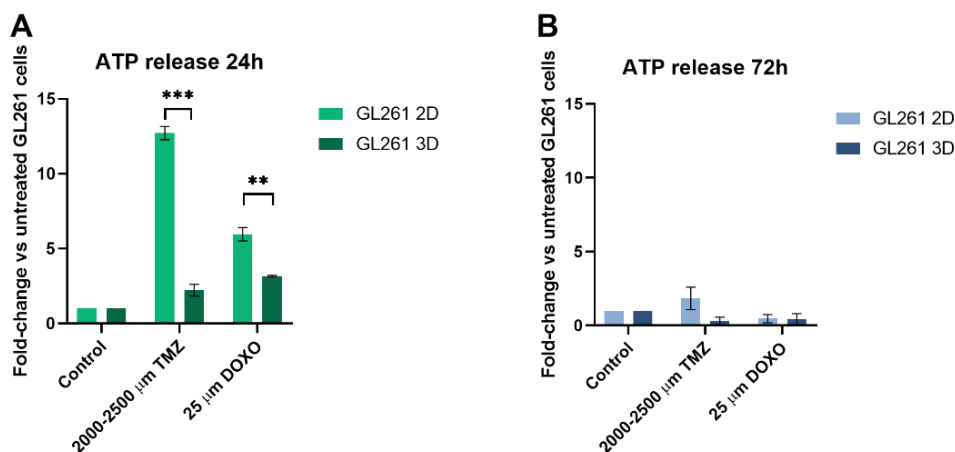 A
ATP release 24h
Fold-change vs untreated GL261 cells
15
10
5
0
***
**
Control
2000-2500 μm TMZ
25 μm DOXO
GL261 2D
GL261 3D
B
ATP release 72h
Fold-change vs untreated GL261 cells
15
10
5
0
Control
2000-2500 μm TMZ
25 μm DOXO
GL261 2D
GL261 3D